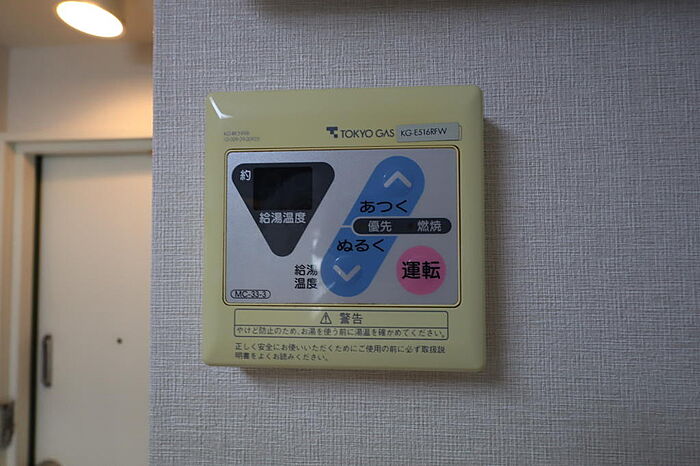 TOKYO GAS KG-E516RFW
約
給湯温度
あつく
優先 燃焼
ぬるく
給湯
温度
運転
MC-33-3
警告
やけど防止のため、お湯を使う前に湯温を確かめてください。
正しく安全にお使いいただくためにご使用の前に必ず取扱説
明書をよくお読みください。